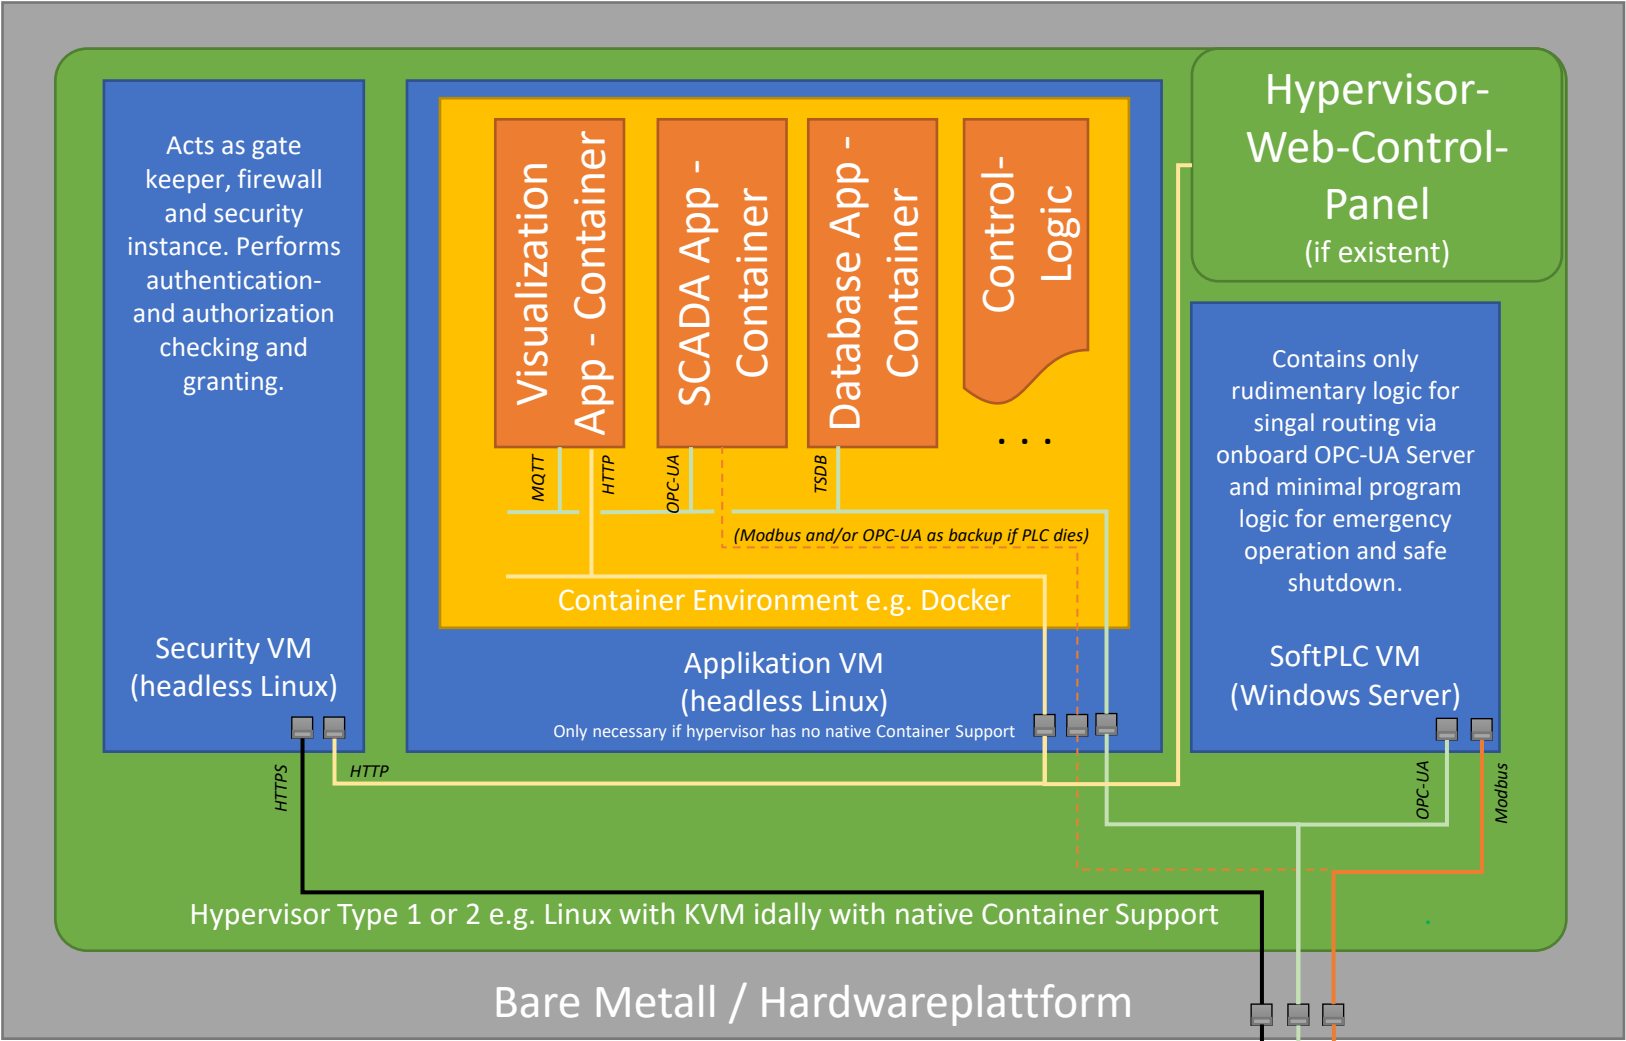 Acts as gate
keeper, firewall
and security
instance. Performs
authentication-
and authorization
checking and
granting.
Security VM
(headless Linux)
Visualization
App - Container
SCADA App -
Container
Database App -
Container
Control-
Logic
. . .
MQTT
HTTP
OPC-UA
TSDB
(Modbus and/or OPC-UA as backup if PLC dies)
Container Environment e.g. Docker
Applikation VM
(headless Linux)
Only necessary if hypervisor has no native Container Support
Hypervisor-
Web-Control-
Panel
(if existent)
Contains only
rudimentary logic for
singal routing via
onboard OPC-UA Server
and minimal program
logic for emergency
operation and safe
shutdown.
SoftPLC VM
(Windows Server)
HTTPS
HTTP
OPC-UA
Modbus
Hypervisor Type 1 or 2 e.g. Linux with KVM idally with native Container Support
Bare Metall / Hardwareplattform